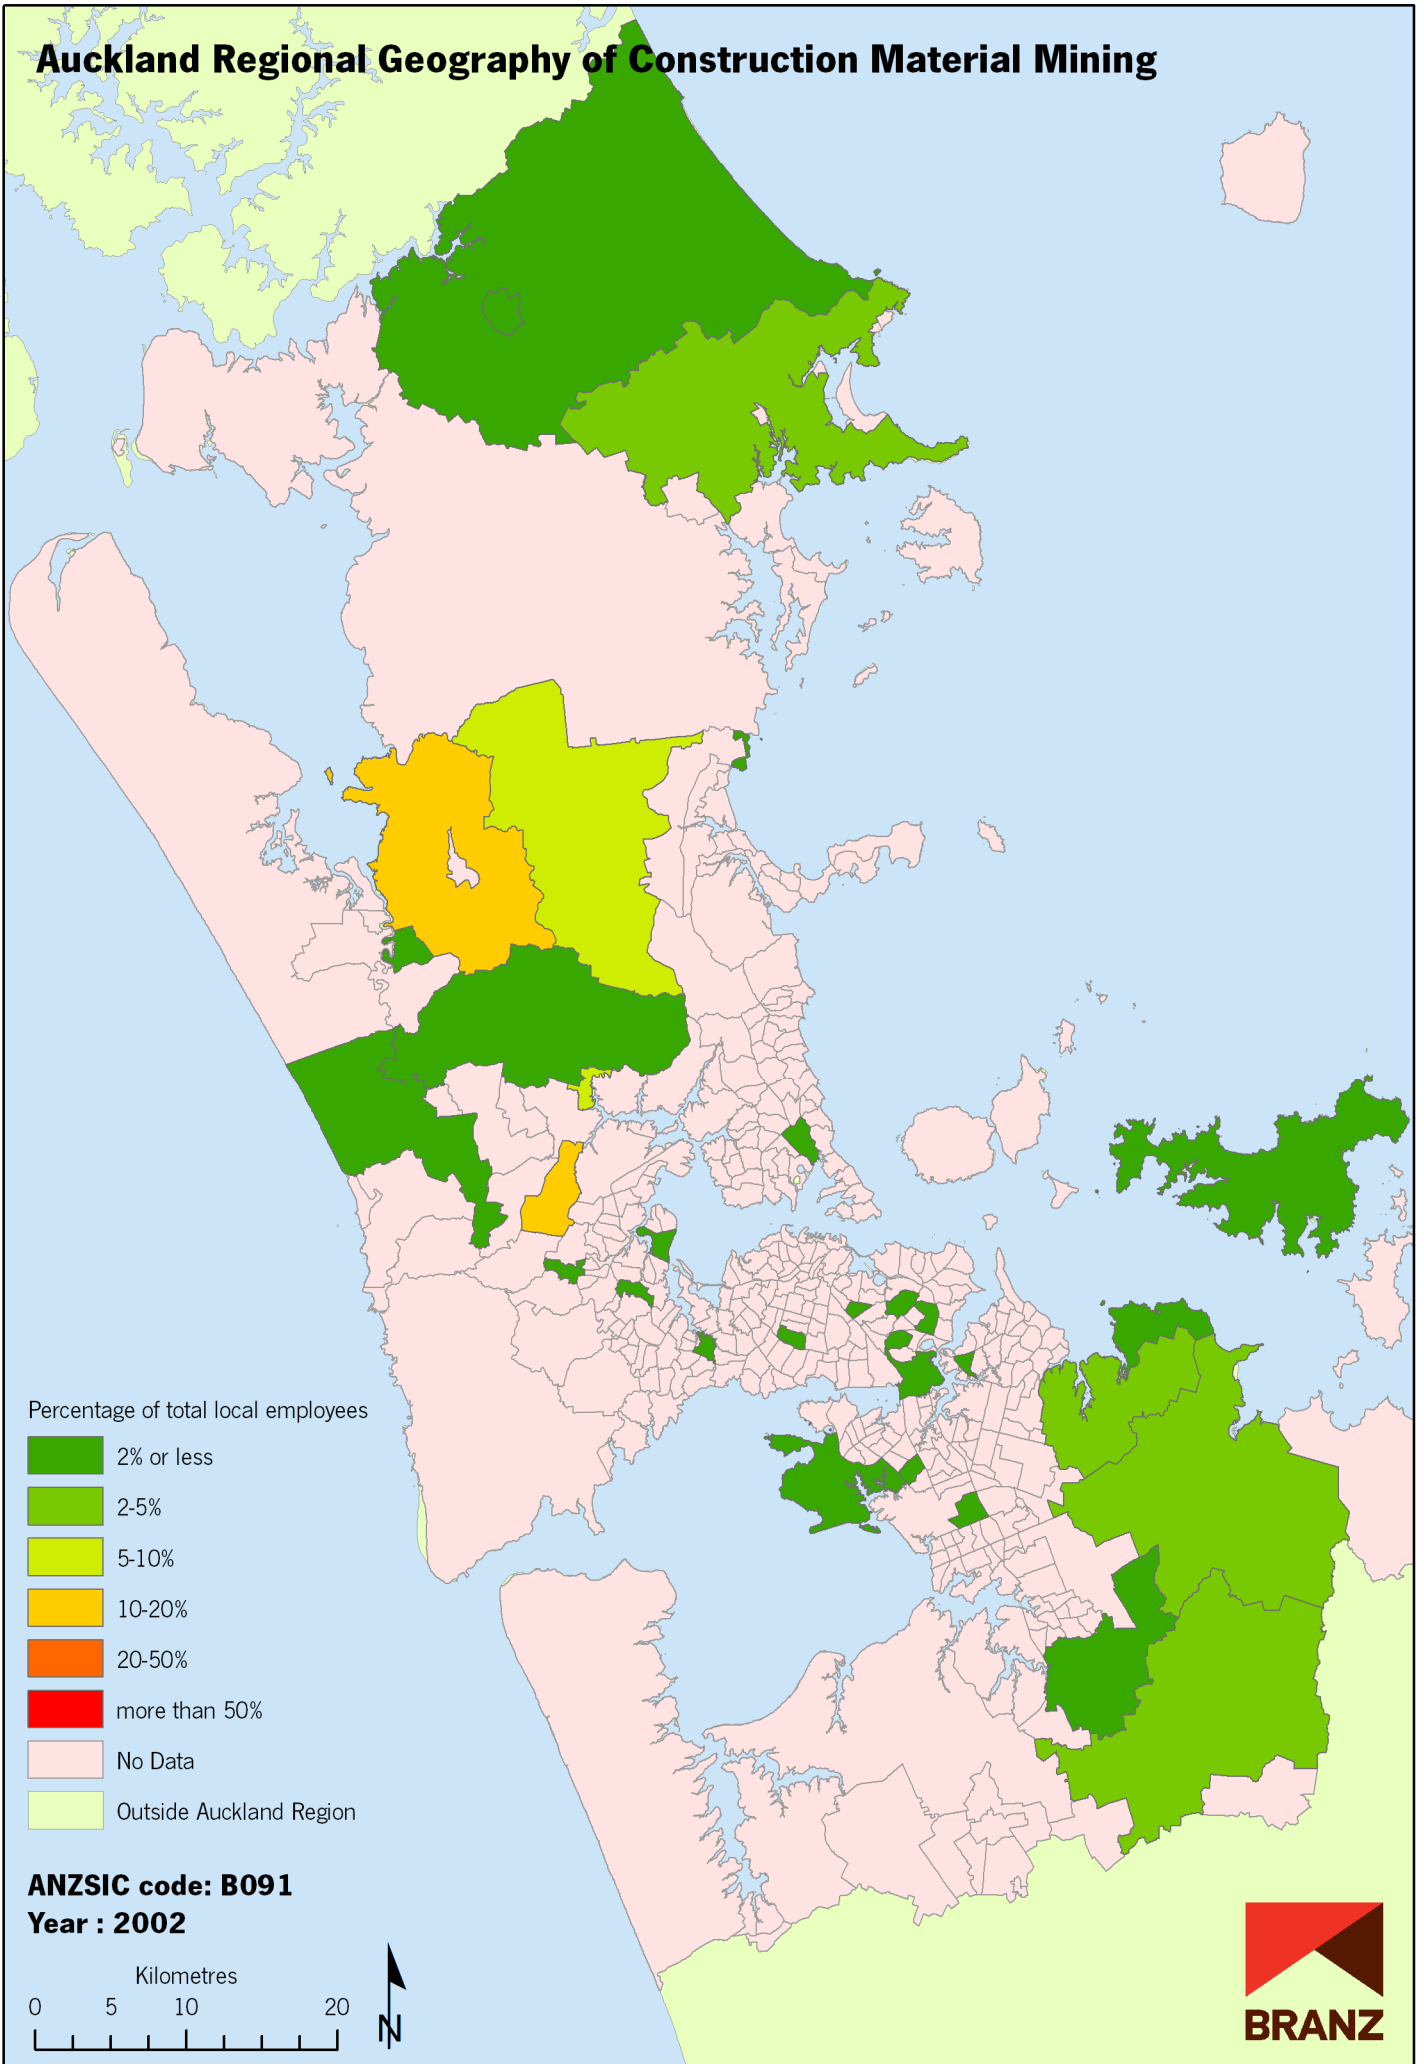 Auckland Regional Geography of Construction Material Mining
Percentage of total local employees
2% or less
2-5%
5-10%
10-20%
20-50%
more than 50%
No Data
Outside Auckland Region
ANZSIC code: B091
Year : 2002
Kilometres
0 5 10 20
N
BRANZ